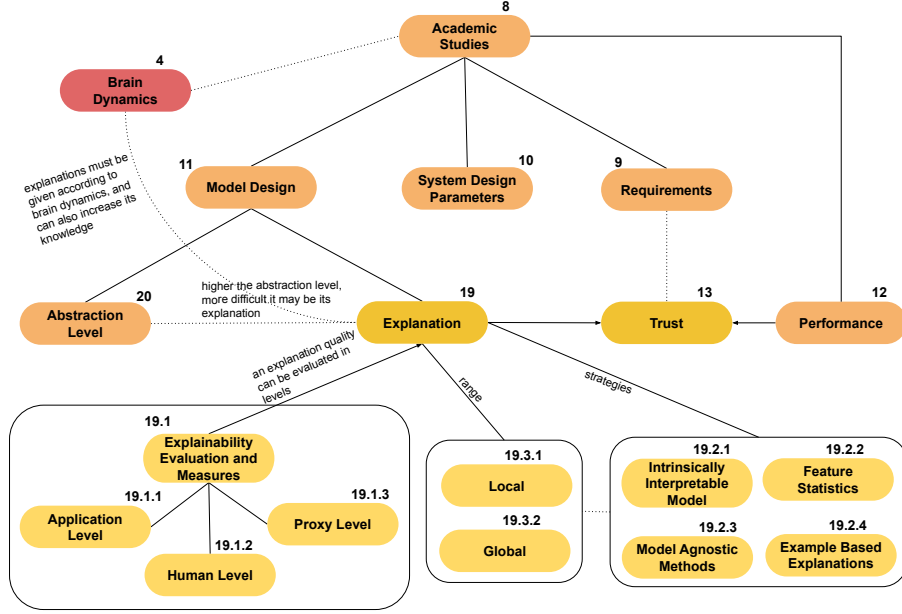 8
Academic
Studies
4
Brain
Dynamics
11
Model Design
10
System Design
Parameters
9
Requirements
explanations must be
given according to
brain dynamics, and
can also increase its
knowledge
20
Abstraction
Level
higher the abstraction level,
more difficult it may be its
explanation
19
Explanation
13
Trust
12
Performance
an explanation quality
can be evaluated in
levels
range
strategies
19.1
Explainability
Evaluation and
Measures
19.1.1
Application
Level
19.1.2
Human Level
19.1.3
Proxy Level
19.3.1
Local
19.3.2
Global
19.2.1
Intrinsically
Interpretable
Model
19.2.2
Feature
Statistics
19.2.3
Model Agnostic
Methods
19.2.4
Example Based
Explanations